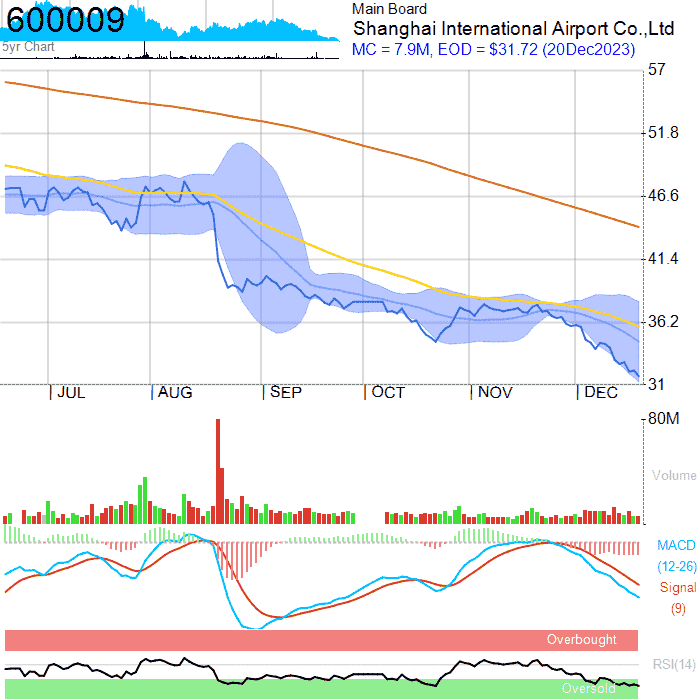 600009
5yr Chart
Main Board
Shanghai International Airport Co.,Ltd
MC = 7.9M, EOD = $31.72 (20Dec2023)
57
51.8
46.6
41.4
36.2
31
JUL
AUG
SEP
OCT
NOV
DEC
80M
Volume
MACD
(12-26)
Signal
(9)
Overbought
RSI(14)
Oversold